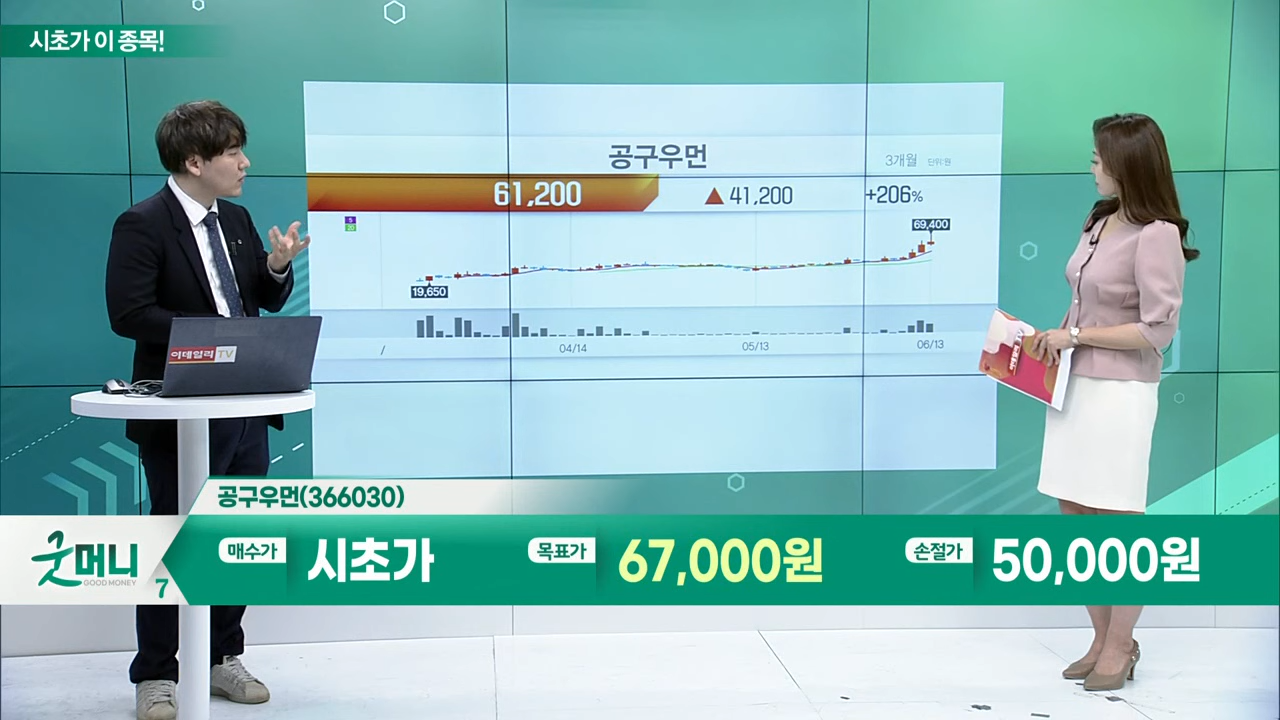 시초가 이 종목!
공구우먼
3개월 단위:원
61,200 ▲41,200 +206%
5
20
69,400
19,650
/ 04/14 05/13 06/13
이데일리 TV
공구우먼(366030)
굿머니
GOOD MONEY
7
매수가 시초가 목표가 67,000원 손절가 50,000원